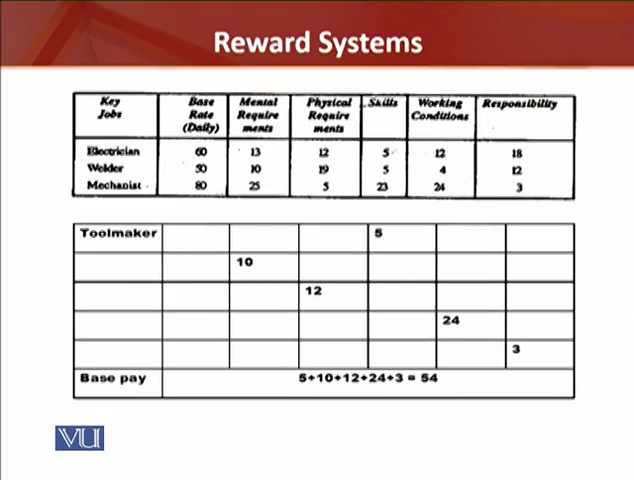 Reward Systems
Key Jobs Base Rate (Daily) Mental Require ments Physical Require ments Skills Working Conditions Responsibility
Electrician 60 13 12 5 12 18
Welder 50 10 19 5 4 12
Mechanist 80 25 5 23 24 3
Toolmaker 5
10
12
24
3
Base pay 5+10+12+24+3 = 54
VU